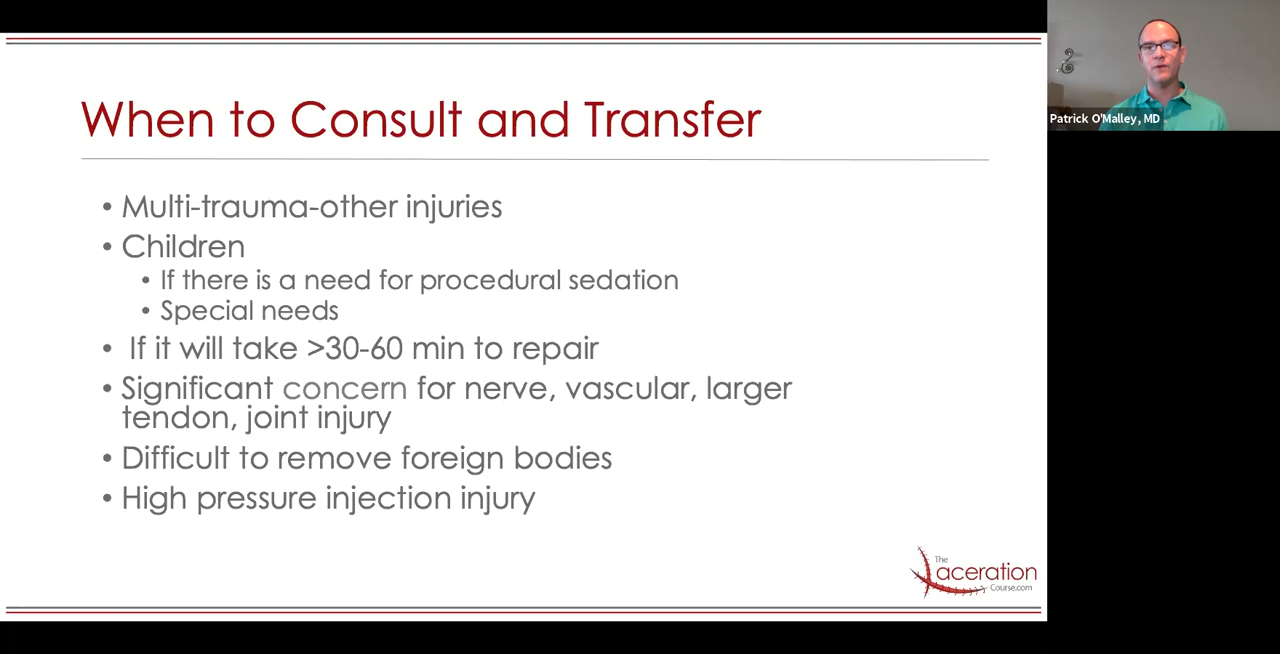 When to Consult and Transfer
• Multi-trauma-other injuries
• Children
• If there is a need for procedural sedation
• Special needs
• If it will take >30-60 min to repair
• Significant concern for nerve, vascular, larger
tendon, joint injury
• Difficult to remove foreign bodies
• High pressure injection injury
The
Laceration
Course.com
Patrick O'Malley, MD